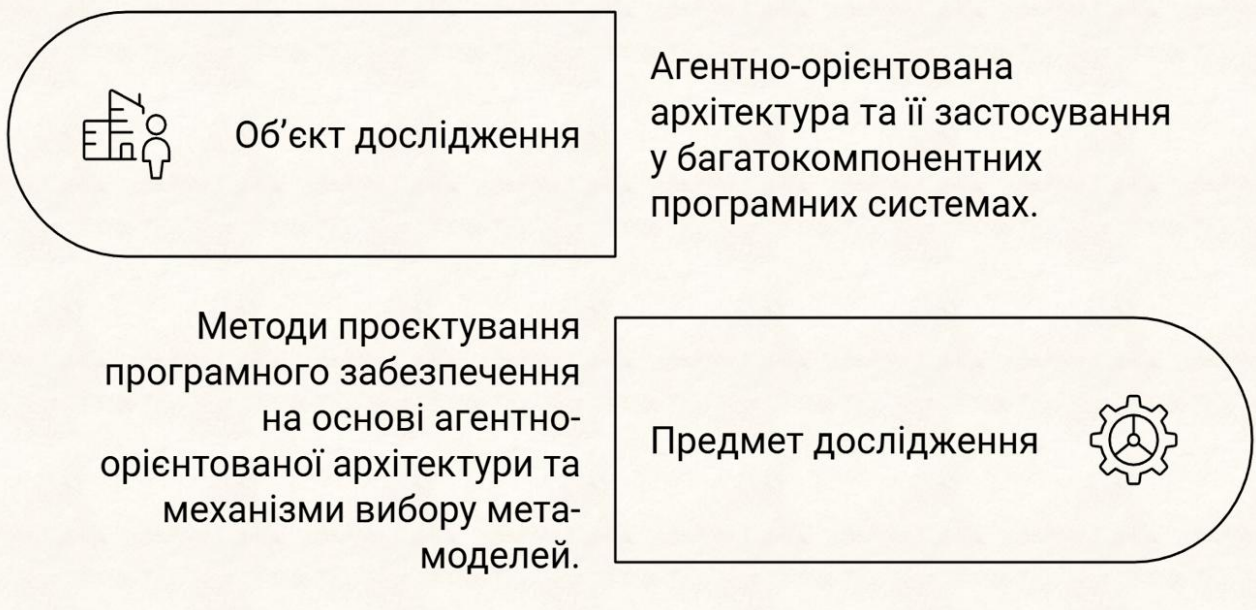 Об’єкт дослідження
Агентно-орієнтована
архітектура та її застосування
у багатокомпонентних
програмних системах.
Методи проєктування
програмного забезпечення
на основі агентно-
орієнтованої архітектури та
механізми вибору мета-
моделей.
Предмет дослідження